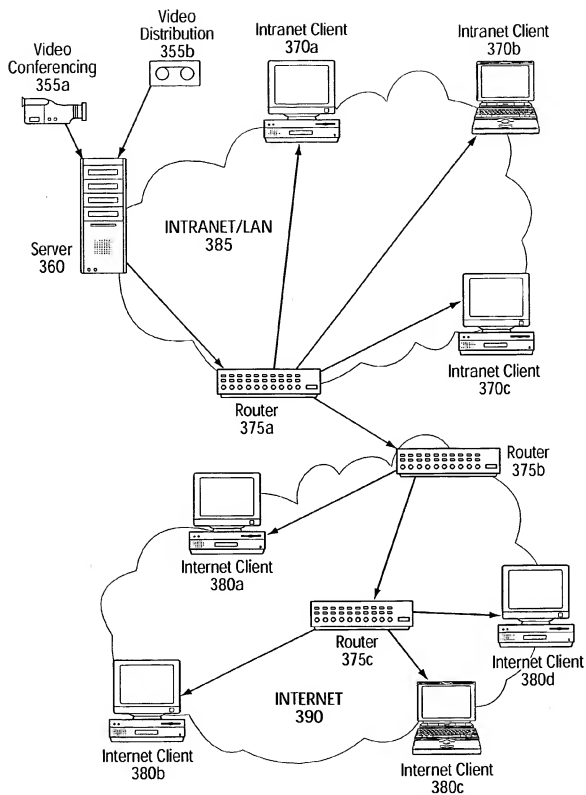 Video
Conferencing
355a
Video
Distribution
355b
Intranet Client
370a
Intranet Client
370b
INTRANET/LAN
385
Server
360
Intranet Client
370c
Router
375a
Router
375b
Internet Client
380a
Router
375c
Internet Client
380d
INTERNET
390
Internet Client
380b
Internet Client
380c